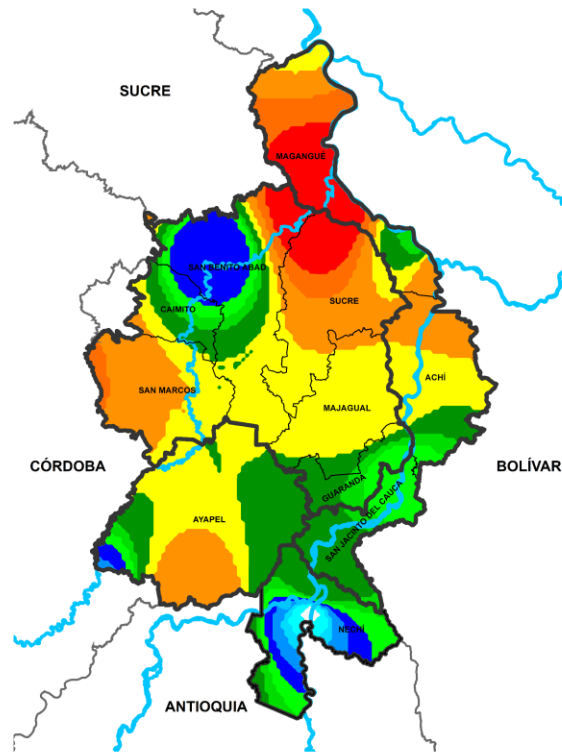 SUCRE
MAGANGUÉ
SAN BENITO ABAD
CAIMITO
SUCRE
SAN MARCOS
ACHÍ
MAJAGUAL
CÓRDOBA
BOLÍVAR
GUARANDA
SAN JACINTO DEL CAUCA
AYAPEL
NECHÍ
ANTIOQUIA